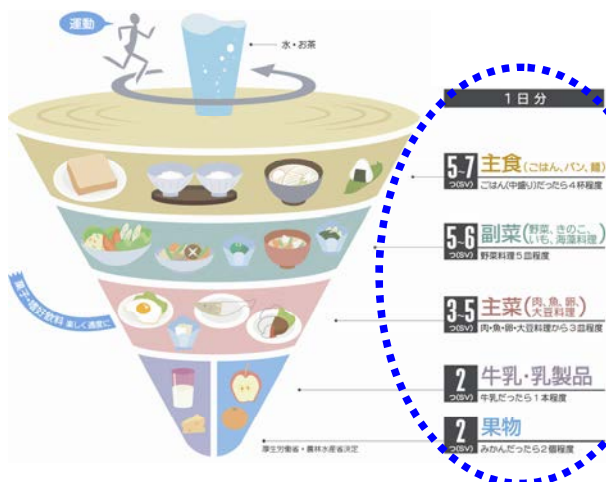 運動
水・お茶
1日分
5~7 つ(SV) 主食(ごはん、パン、麺)
ごはん(中盛り)だったら4杯程度
5~6 つ(SV) 副菜(野菜、きのこ、いも、海藻料理)
野菜料理5皿程度
3~5 つ(SV) 主菜(肉、魚、卵、大豆料理)
肉・魚・卵・大豆料理から3皿程度
菓子・嗜好飲料 楽しく適度に
2 つ(SV) 牛乳・乳製品
牛乳だったら1本程度
2 つ(SV) 果物
みかんだったら2個程度
厚生労働省・農林水産省決定